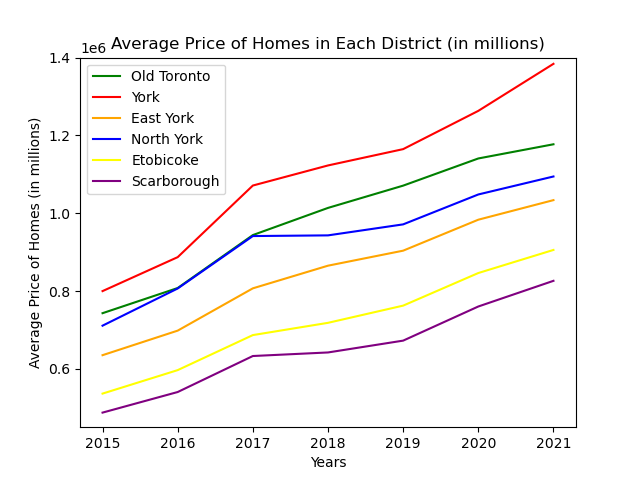 Average Price of Homes in Each District (in millions)
1e6
1.4
1.2
1.0
0.8
0.6
Average Price of Homes (in millions)
Old Toronto
York
East York
North York
Etobicoke
Scarborough
2015 2016 2017 2018 2019 2020 2021
Years